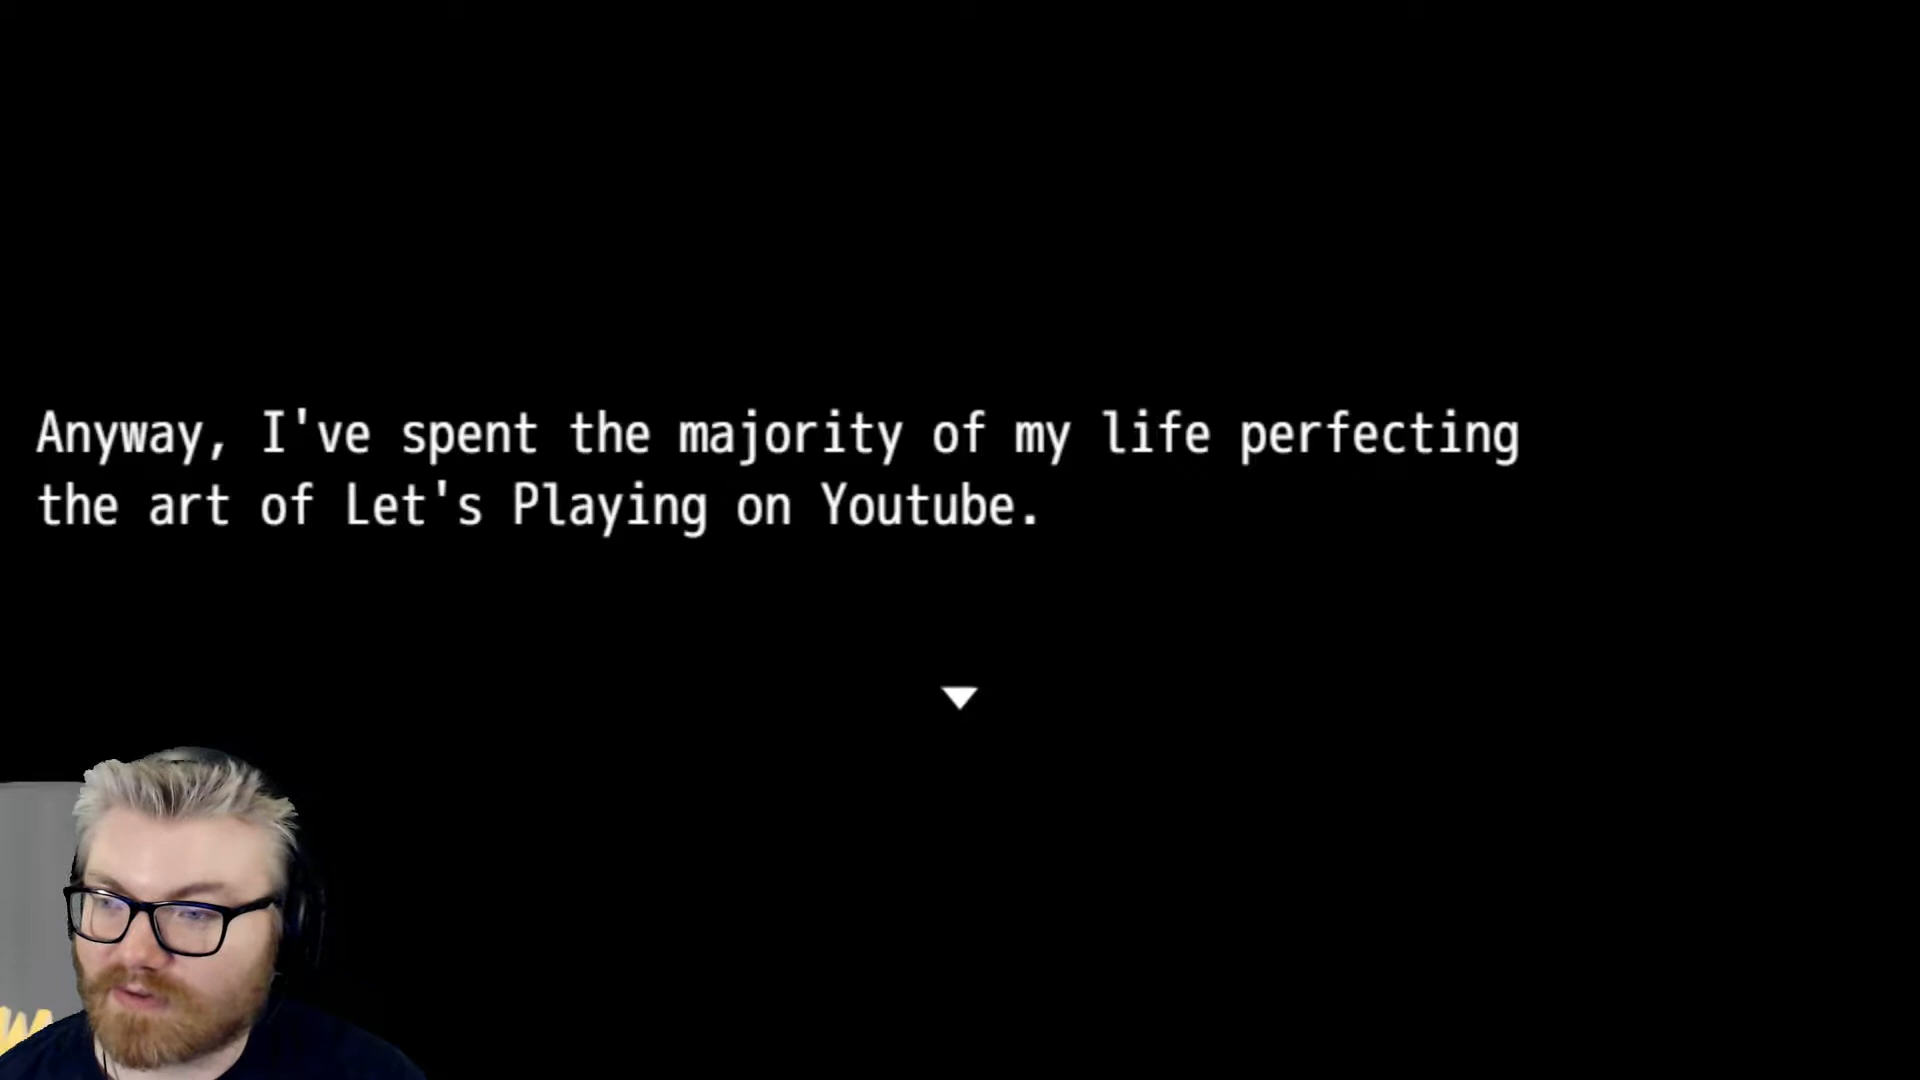 Anyway, I've spent the majority of my life perfecting
the art of Let's Playing on Youtube.